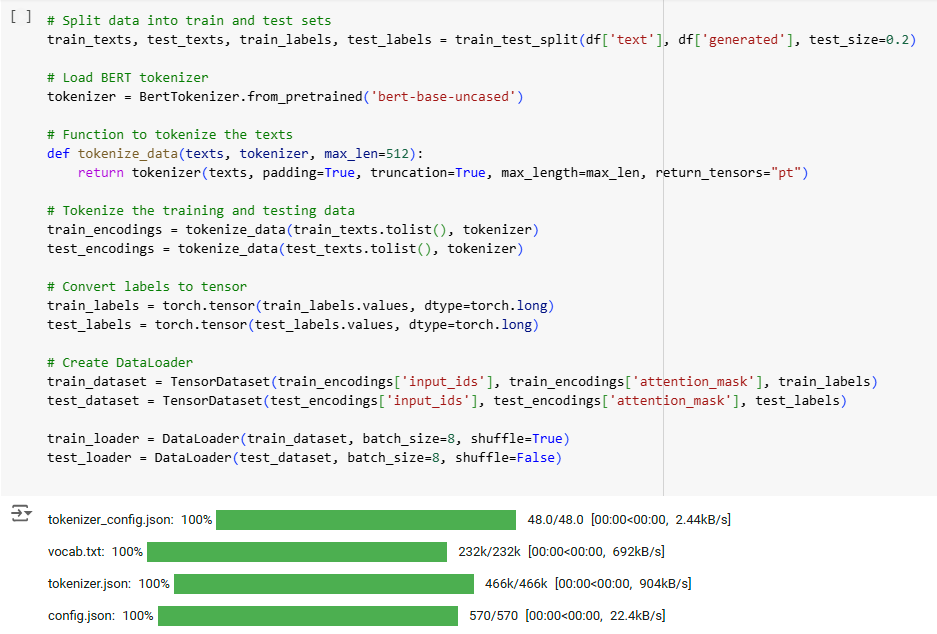 [ ] # Split data into train and test sets
train_texts, test_texts, train_labels, test_labels = train_test_split(df['text'], df['generated'], test_size=0.2)
# Load BERT tokenizer
tokenizer = BertTokenizer.from_pretrained('bert-base-uncased')
# Function to tokenize the texts
def tokenize_data(texts, tokenizer, max_len=512):
    return tokenizer(texts, padding=True, truncation=True, max_length=max_len, return_tensors="pt")
# Tokenize the training and testing data
train_encodings = tokenize_data(train_texts.tolist(), tokenizer)
test_encodings = tokenize_data(test_texts.tolist(), tokenizer)
# Convert labels to tensor
train_labels = torch.tensor(train_labels.values, dtype=torch.long)
test_labels = torch.tensor(test_labels.values, dtype=torch.long)
# Create DataLoader
train_dataset = TensorDataset(train_encodings['input_ids'], train_encodings['attention_mask'], train_labels)
test_dataset = TensorDataset(test_encodings['input_ids'], test_encodings['attention_mask'], test_labels)
train_loader = DataLoader(train_dataset, batch_size=8, shuffle=True)
test_loader = DataLoader(test_dataset, batch_size=8, shuffle=False)
tokenizer_config.json: 100% 48.0/48.0 [00:00<00:00, 2.44kB/s]
vocab.txt: 100% 232k/232k [00:00<00:00, 692kB/s]
tokenizer.json: 100% 466k/466k [00:00<00:00, 904kB/s]
config.json: 100% 570/570 [00:00<00:00, 22.4kB/s]